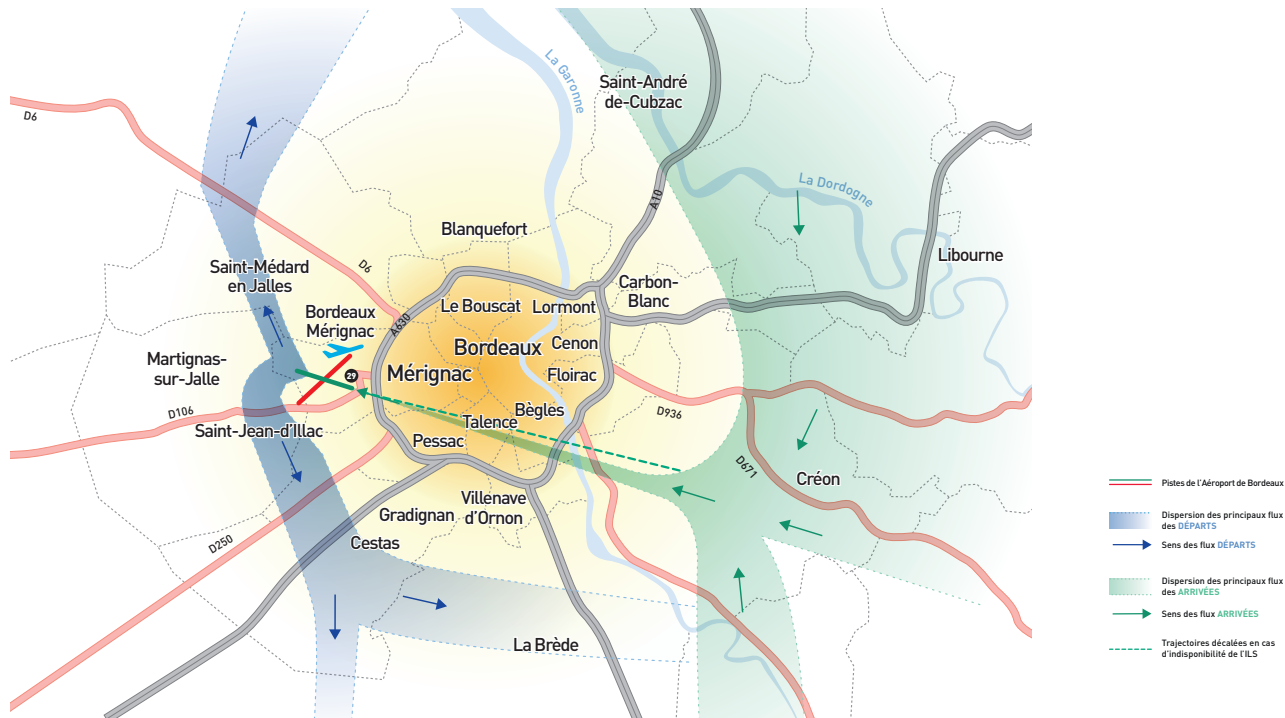 La Garonne
Saint-André
de-Cubzac
D6
La Dordogne
A10
Blanquefort
Libourne
D6
Saint-Médard
en Jalles
Carbon-
Blanc
Bordeaux
Mérignac
A630
Le Bouscat
Lormont
Bordeaux
Cenon
Martignas-
sur-Jalle
29
Mérignac
Floirac
D106
Bègles
D936
Saint-Jean-d'Illac
Talence
Pessac
D671
Créon
Villenave
d'Ornon
Gradignan
D250
Cestas
La Brède
Pistes de l'Aéroport de Bordeaux
Dispersion des principaux flux
des DÉPARTS
Sens des flux DÉPARTS
Dispersion des principaux flux
des ARRIVÉES
Sens des flux ARRIVÉES
Trajectoires décalées en cas
d'indisponibilité de l'ILS